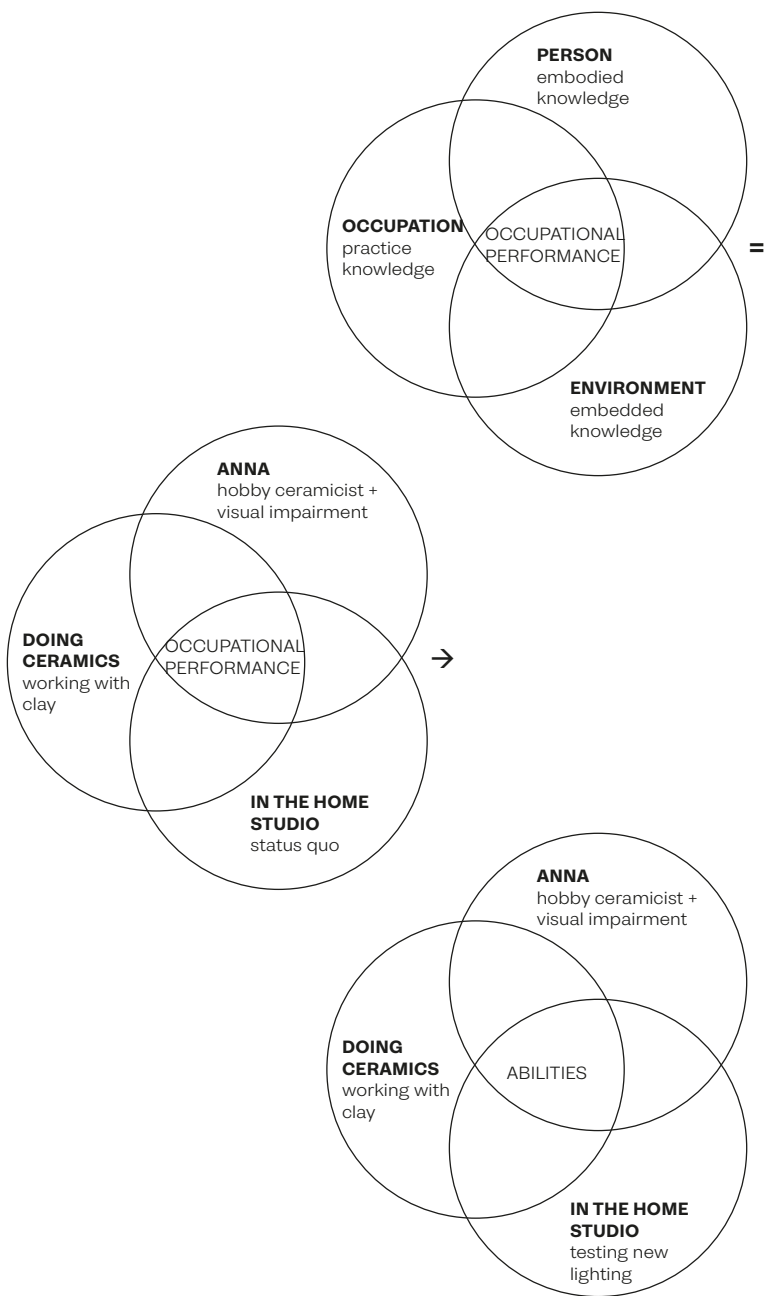 PERSON
embodied
knowledge
OCCUPATION
practice
knowledge
OCCUPATIONAL
PERFORMANCE
=
ENVIRONMENT
embedded
knowledge
ANNA
hobby ceramicist +
visual impairment
DOING
CERAMICS
working with
clay
OCCUPATIONAL
PERFORMANCE
→
IN THE HOME
STUDIO
status quo
ANNA
hobby ceramicist +
visual impairment
DOING
CERAMICS
working with
clay
ABILITIES
IN THE HOME
STUDIO
testing new
lighting